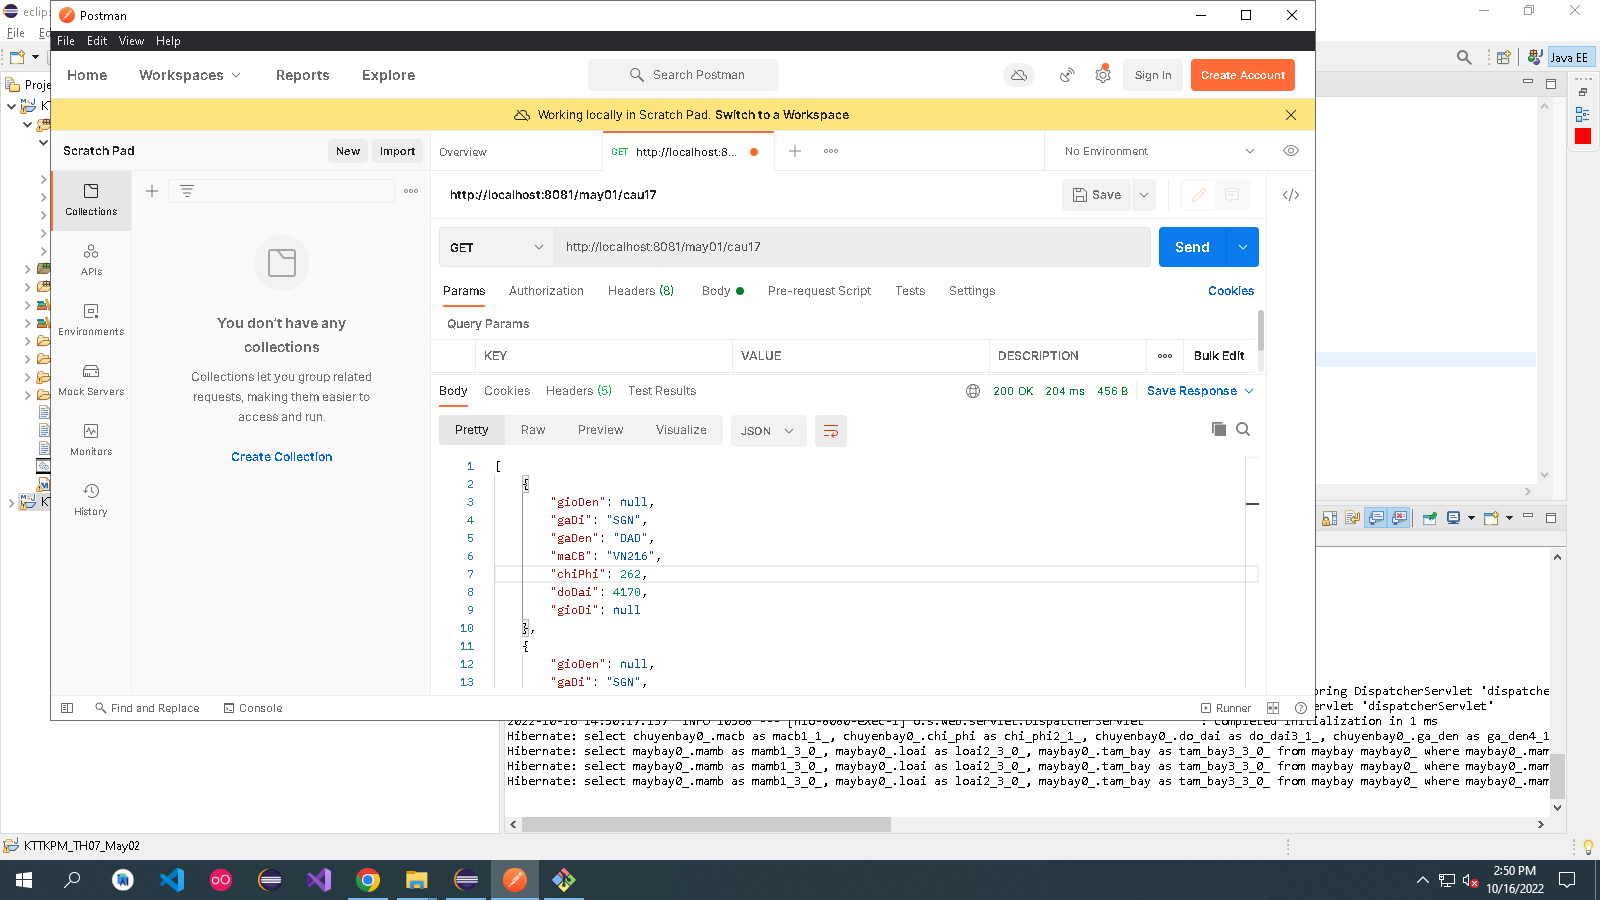 eclips
Postman
File Edit View Help
File
Home Workspaces Reports Explore
Search Postman
Sign In
Create Account
Java EE
Proje
Working locally in Scratch Pad. Switch to a Workspace
Scratch Pad
New
Import
Overview
GET http://localhost:8...
No Environment
Collections
http://localhost:8081/may01/cau17
Save
GET
http://localhost:8081/may01/cau17
Send
APIs
Params Authorization Headers (8) Body Pre-request Script Tests Settings Cookies
Environments
You don't have any
collections
Query Params
KEY VALUE DESCRIPTION Bulk Edit
Collections let you group related
requests, making them easier to
access and run.
Mock Servers
Body Cookies Headers (5) Test Results
200 OK 204 ms 456 B Save Response
Pretty Raw Preview Visualize JSON
Monitors
Create Collection
History
1 [
2 {
3 "gioDen": null,
4 "gaDi": "SGN",
5 "gaDen": "DAD",
6 "maCB": "VN216",
7 "chiPhi": 262,
8 "doDai": 4170,
9 "gioDi": null
10 },
11 {
12 "gioDen": null,
13 "gaDi": "SGN",
Find and Replace Console
Runner
oring DispatcherServlet 'dispatche
rvlet 'dispatcherServlet'
: Completed initialization in 1 ms
Hibernate: select chuyenbay0_.macb as macb1_1_, chuyenbay0_.chi_phi as chi_phi2_1_, chuyenbay0_.do_dai as do_dai3_1_, chuyenbay0_.ga_den as ga_den4_1
Hibernate: select maybay0_.mamb as mamb1_3_0_, maybay0_.loai as loai2_3_0_, maybay0_.tam_bay as tam_bay3_3_0_ from maybay maybay0_ where maybay0_.mam
Hibernate: select maybay0_.mamb as mamb1_3_0_, maybay0_.loai as loai2_3_0_, maybay0_.tam_bay as tam_bay3_3_0_ from maybay maybay0_ where maybay0_.mam
Hibernate: select maybay0_.mamb as mamb1_3_0_, maybay0_.loai as loai2_3_0_, maybay0_.tam_bay as tam_bay3_3_0_ from maybay maybay0_ where maybay0_.mam
KTTKPM_TH07_May02
2:50 PM
10/16/2022